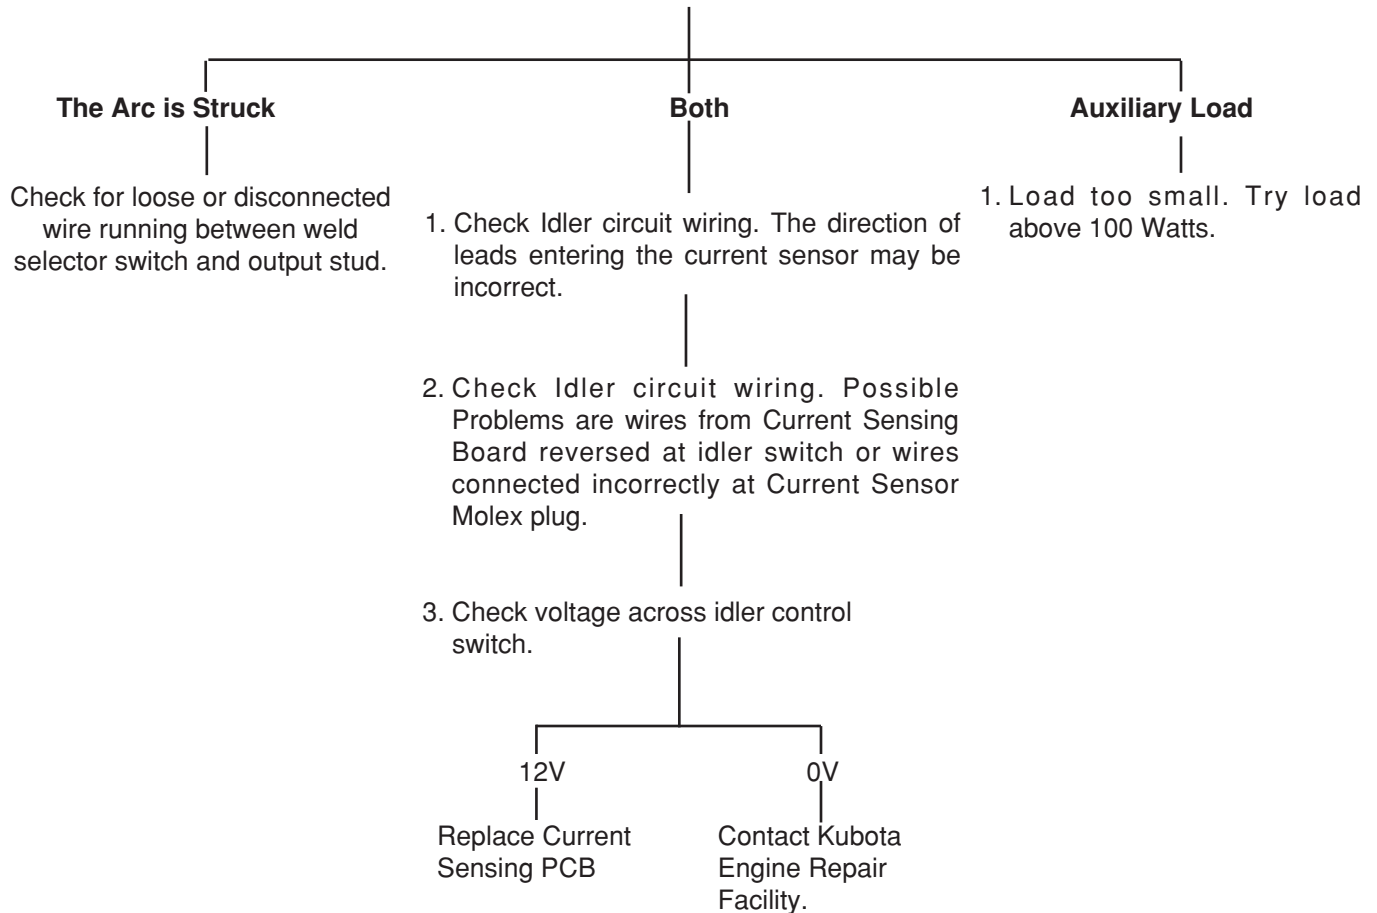 The Arc is Struck
Both
Auxiliary Load
Check for loose or disconnected
wire running between weld
selector switch and output stud.
1. Check Idler circuit wiring. The direction of
leads entering the current sensor may be
incorrect.
1. Load too small. Try load
above 100 Watts.
2. Check Idler circuit wiring. Possible
Problems are wires from Current Sensing
Board reversed at idler switch or wires
connected incorrectly at Current Sensor
Molex plug.
3. Check voltage across idler control
switch.
12V
0V
Replace Current
Sensing PCB
Contact Kubota
Engine Repair
Facility.